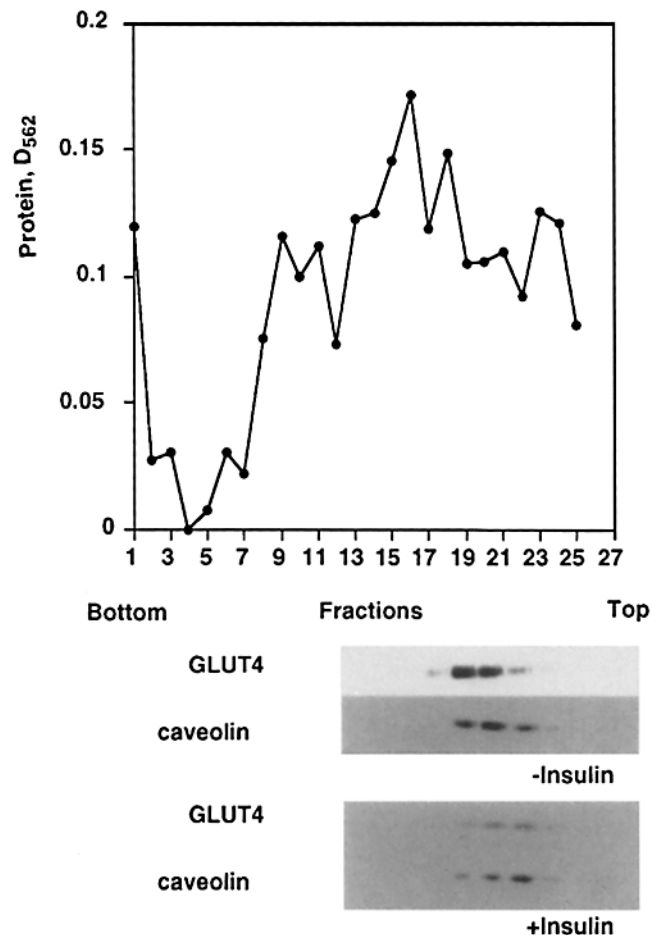 0.2
0.15
0.1
0.05
0
Protein, D562
1 3 5 7 9 11 13 15 17 19 21 23 25 27
Bottom Fractions Top
GLUT4
caveolin
-Insulin
GLUT4
caveolin
+Insulin